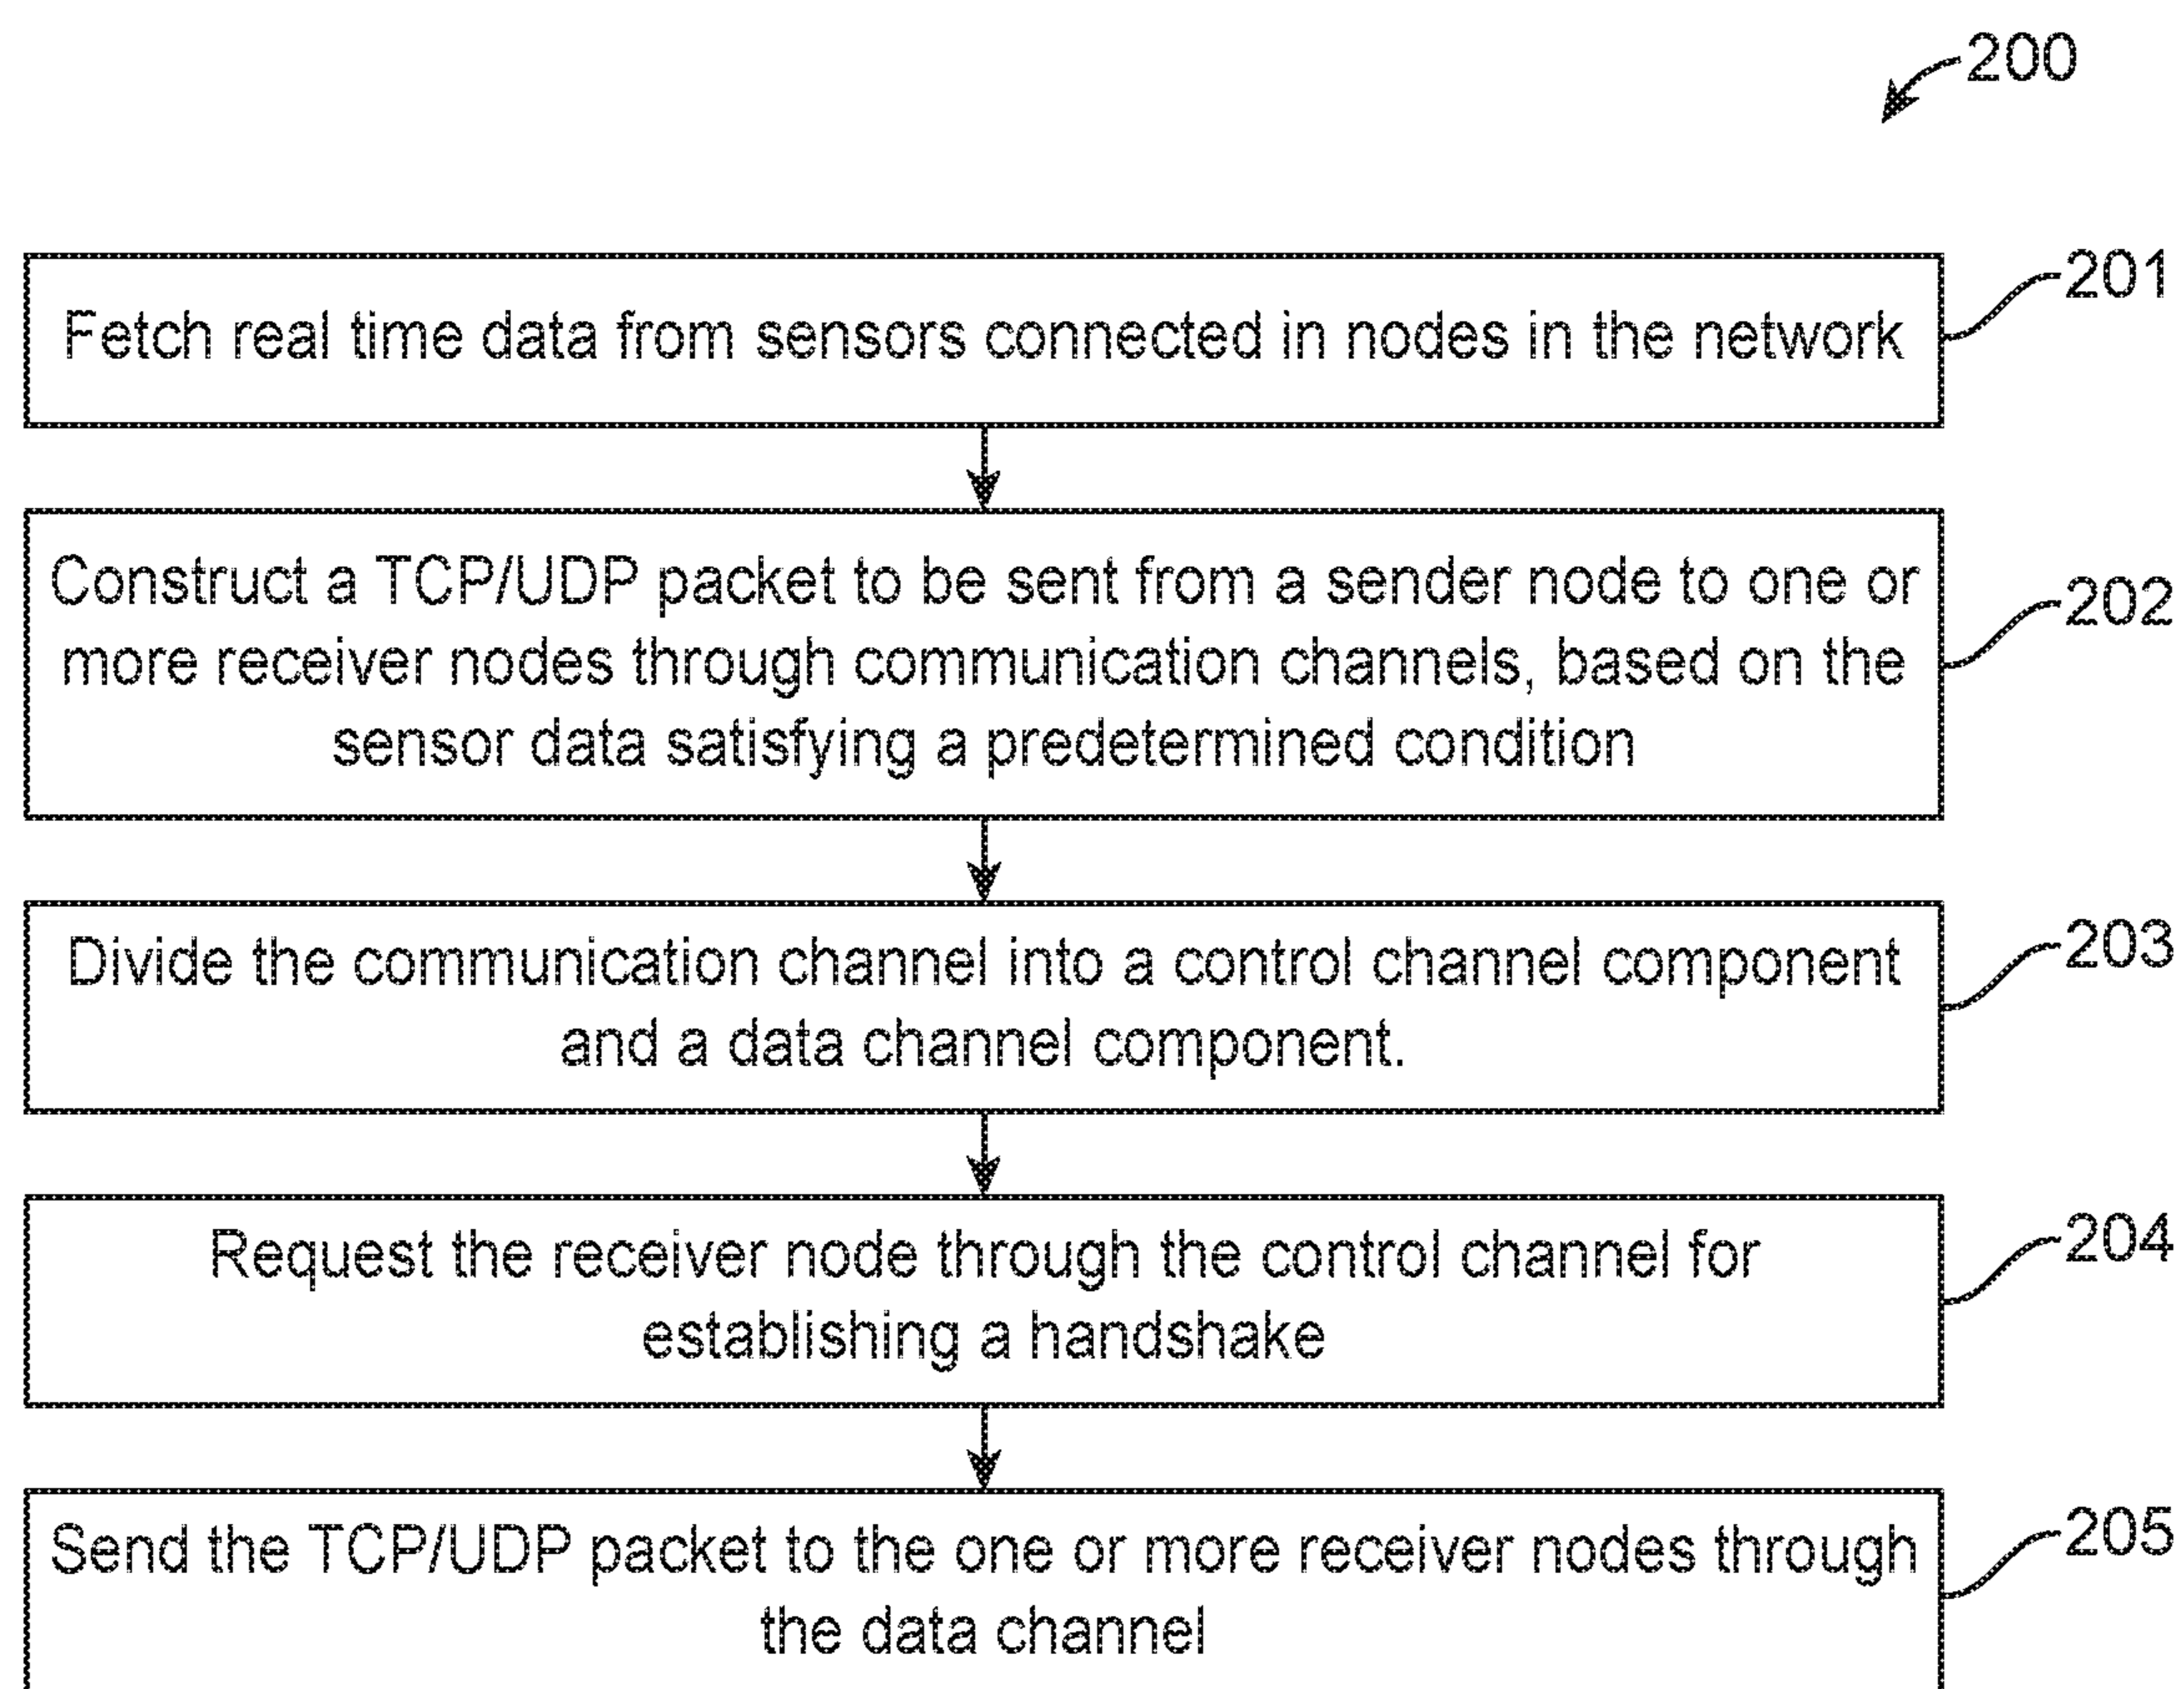 200
Fetch real time data from sensors connected in nodes in the network
201
Construct a TCP/UDP packet to be sent from a sender node to one or
more receiver nodes through communication channels, based on the
sensor data satisfying a predetermined condition
202
Divide the communication channel into a control channel component
and a data channel component.
203
Request the receiver node through the control channel for
establishing a handshake
204
Send the TCP/UDP packet to the one or more receiver nodes through
the data channel
205